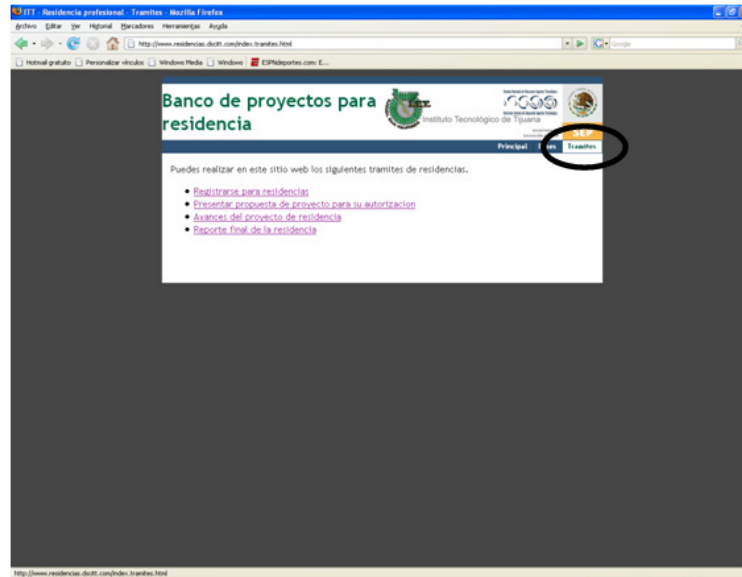 ITT - Residencia profesional - Tramites - Mozilla Firefox
Archivo Editar Ver Historial Marcadores Herramientas Ayuda
http://www.residencias.dscitt.com/index.tramites.html
Google
Hotmail gratuito Personalizar vínculos Windows Media Windows ESPNdeportes.com: E...
Banco de proyectos para
residencia
Instituto Tecnológico de Tijuana
SEP
Principal Tramites
Puedes realizar en este sitio web los siguientes tramites de residencias.
Registrarse para residencias
Presentar propuesta de proyecto para su autorizacion
Avances del proyecto de residencia
Reporte final de la residencia
http://www.residencias.dscitt.com/index.tramites.html